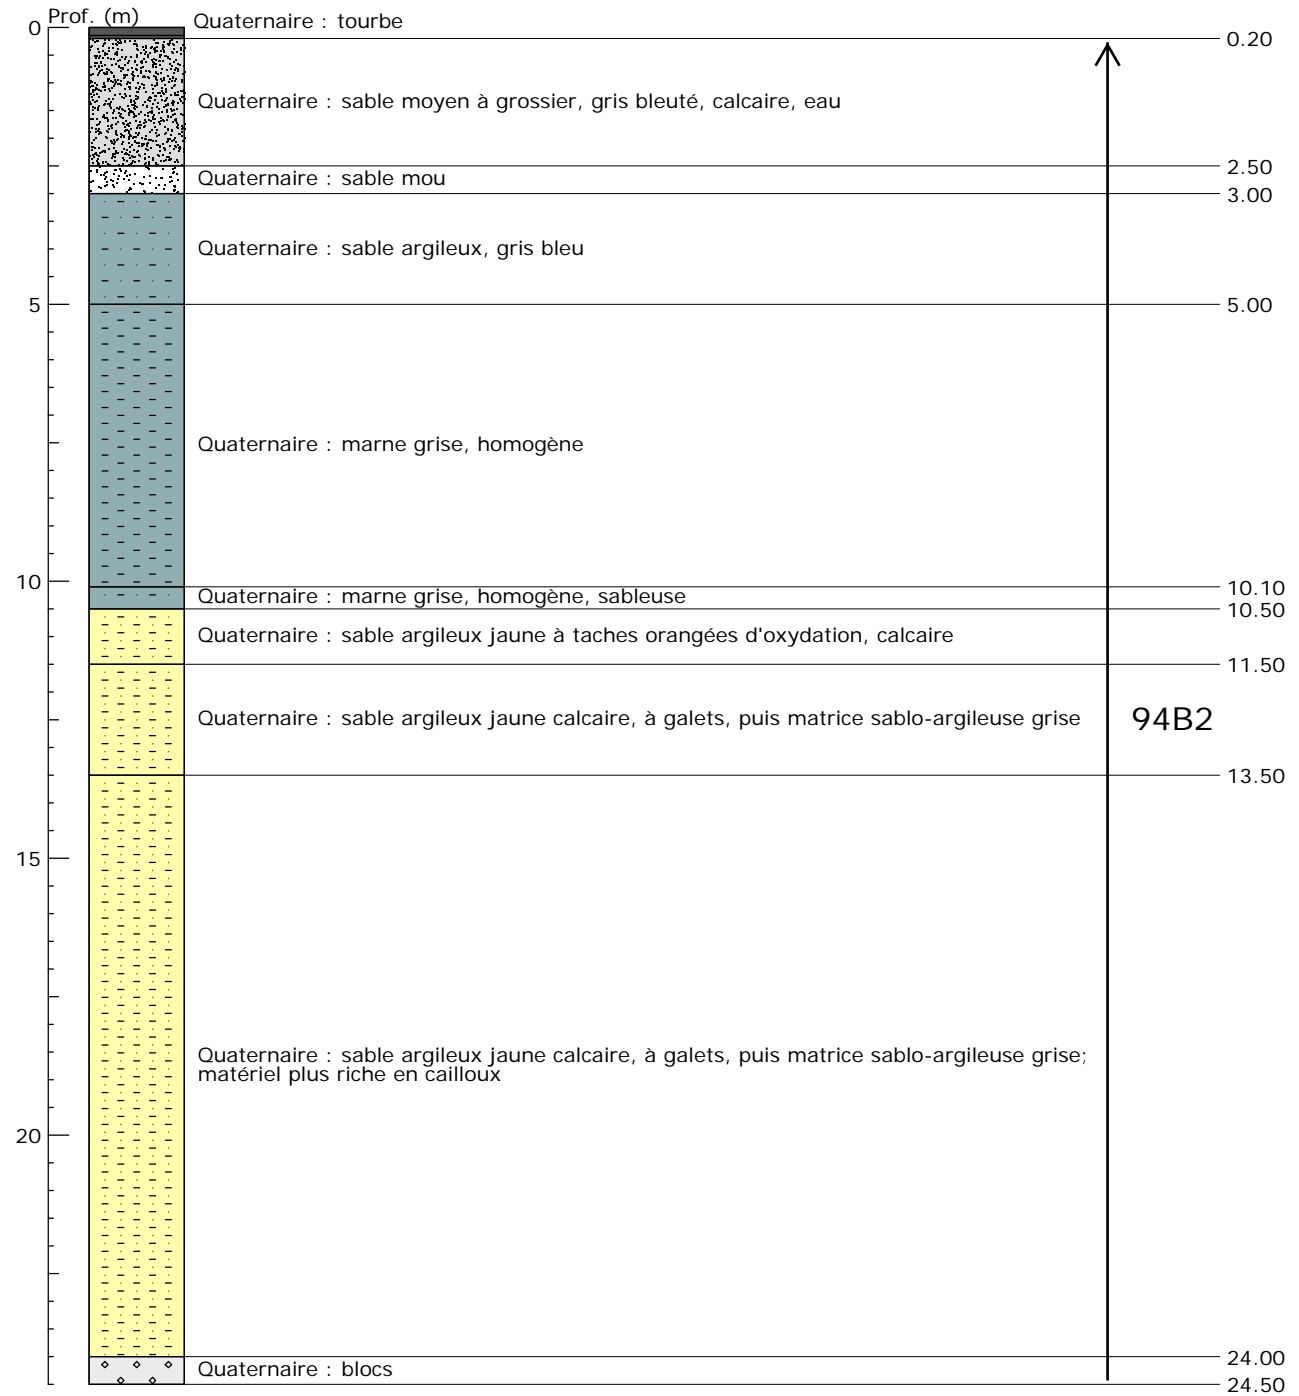 Prof. (m)
0
Quaternaire : tourbe
0.20
Quaternaire : sable moyen à grossier, gris bleuté, calcaire, eau
2.50
Quaternaire : sable mou
3.00
Quaternaire : sable argileux, gris bleu
5
5.00
Quaternaire : marne grise, homogène
10
10.10
Quaternaire : marne grise, homogène, sableuse
10.50
Quaternaire : sable argileux jaune à taches orangées d'oxydation, calcaire
11.50
Quaternaire : sable argileux jaune calcaire, à galets, puis matrice sablo-argileuse grise
94B2
13.50
15
Quaternaire : sable argileux jaune calcaire, à galets, puis matrice sablo-argileuse grise;
matériel plus riche en cailloux
20
24.00
Quaternaire : blocs
24.50